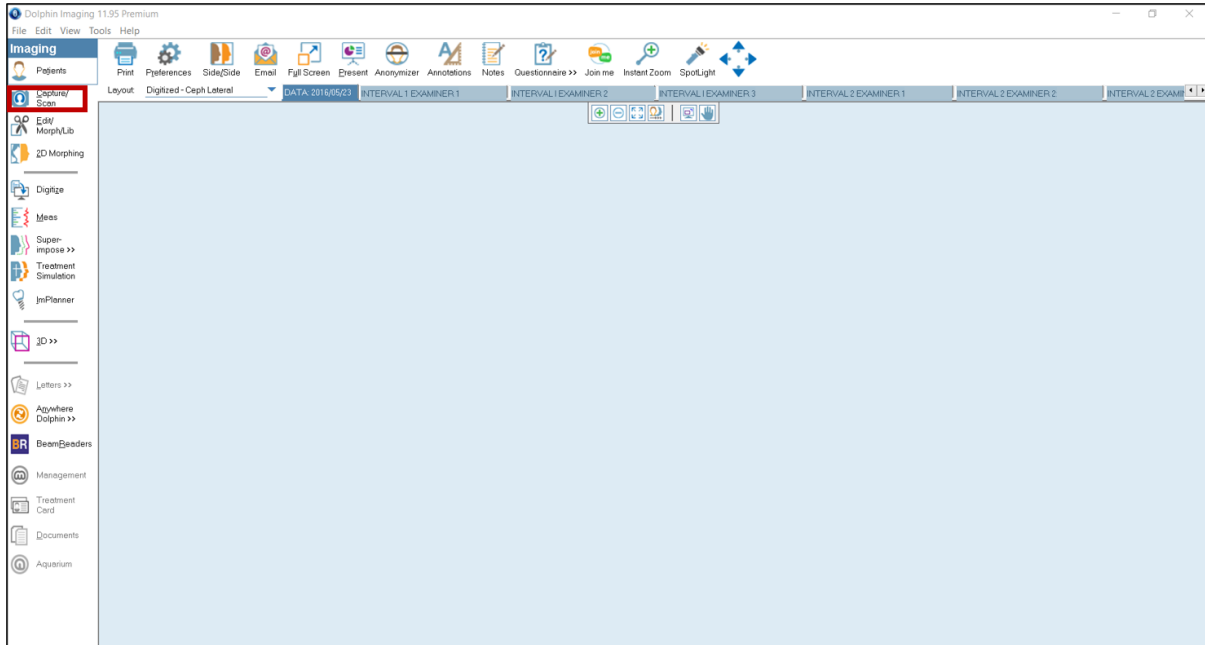 Dolphin Imaging 11.95 Premium
File Edit View Tools Help
Imaging
Patients
Capture/
Scan
Edit/
Morph/Lib
2D Morphing
Digitize
Meas
Super-
impose >>
Treatment
Simulation
ImPlanner
3D >>
Letters >>
Anywhere
Dolphin >>
BR BeamReaders
Management
Treatment
Card
Documents
Aquarium
Print Preferences Side/Side Email Full Screen Present Anonymizer Annotations Notes Questionnaire >> Join me Instant Zoom SpotLight
Layout: Digitized - Ceph Lateral DATA: 2016/05/23 INTERVAL 1 EXAMINER 1 INTERVAL I EXAMINER 2 INTERVAL I EXAMINER 3 INTERVAL 2 EXAMINER 1 INTERVAL 2 EXAMINER 2 INTERVAL 2 EXAMI